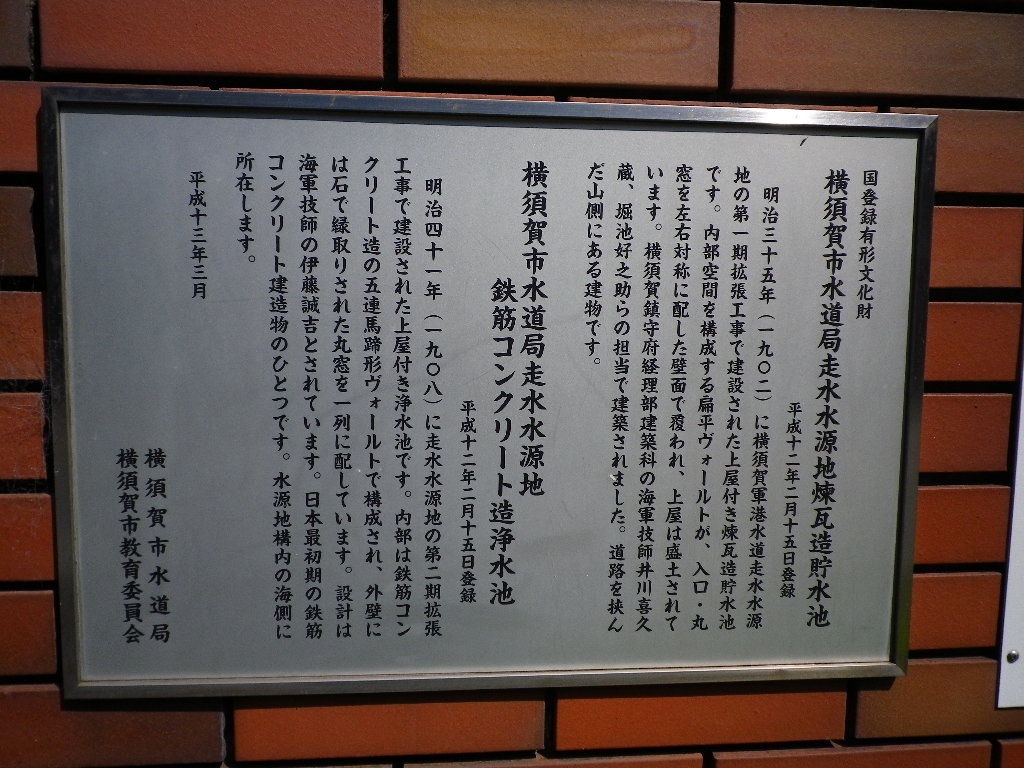 国登録有形文化財
横須賀市水道局走水水源地煉瓦造貯水池
平成十二年二月十五日登録
明治三十五年（一九〇二）に横須賀軍港水道走水水源
地の第一期拡張工事で建設された上屋付き煉瓦造貯水池
です。内部空間を構成する扁平ヴォールトが、入口・丸
窓を左右対称に配した壁面で覆われ、上屋は盛土されて
います。横須賀鎮守府経理部建築科の海軍技師井川喜久
蔵、堀池好之助らの担当で建築されました。道路を挟ん
だ山側にある建物です。
横須賀市水道局走水水源地
鉄筋コンクリート造浄水池
平成十二年二月十五日登録
明治四十一年（一九〇八）に走水水源地の第二期拡張
工事で建設された上屋付き浄水池です。内部は鉄筋コン
クリート造の五連馬蹄形ヴォールトで構成され、外壁に
は石で縁取りされた丸窓を一列に配しています。設計は
海軍技師の伊藤誠吉とされています。日本最初期の鉄筋
コンクリート建造物のひとつです。水源地構内の海側に
所在します。
平成十三年三月
横須賀市水道局
横須賀市教育委員会